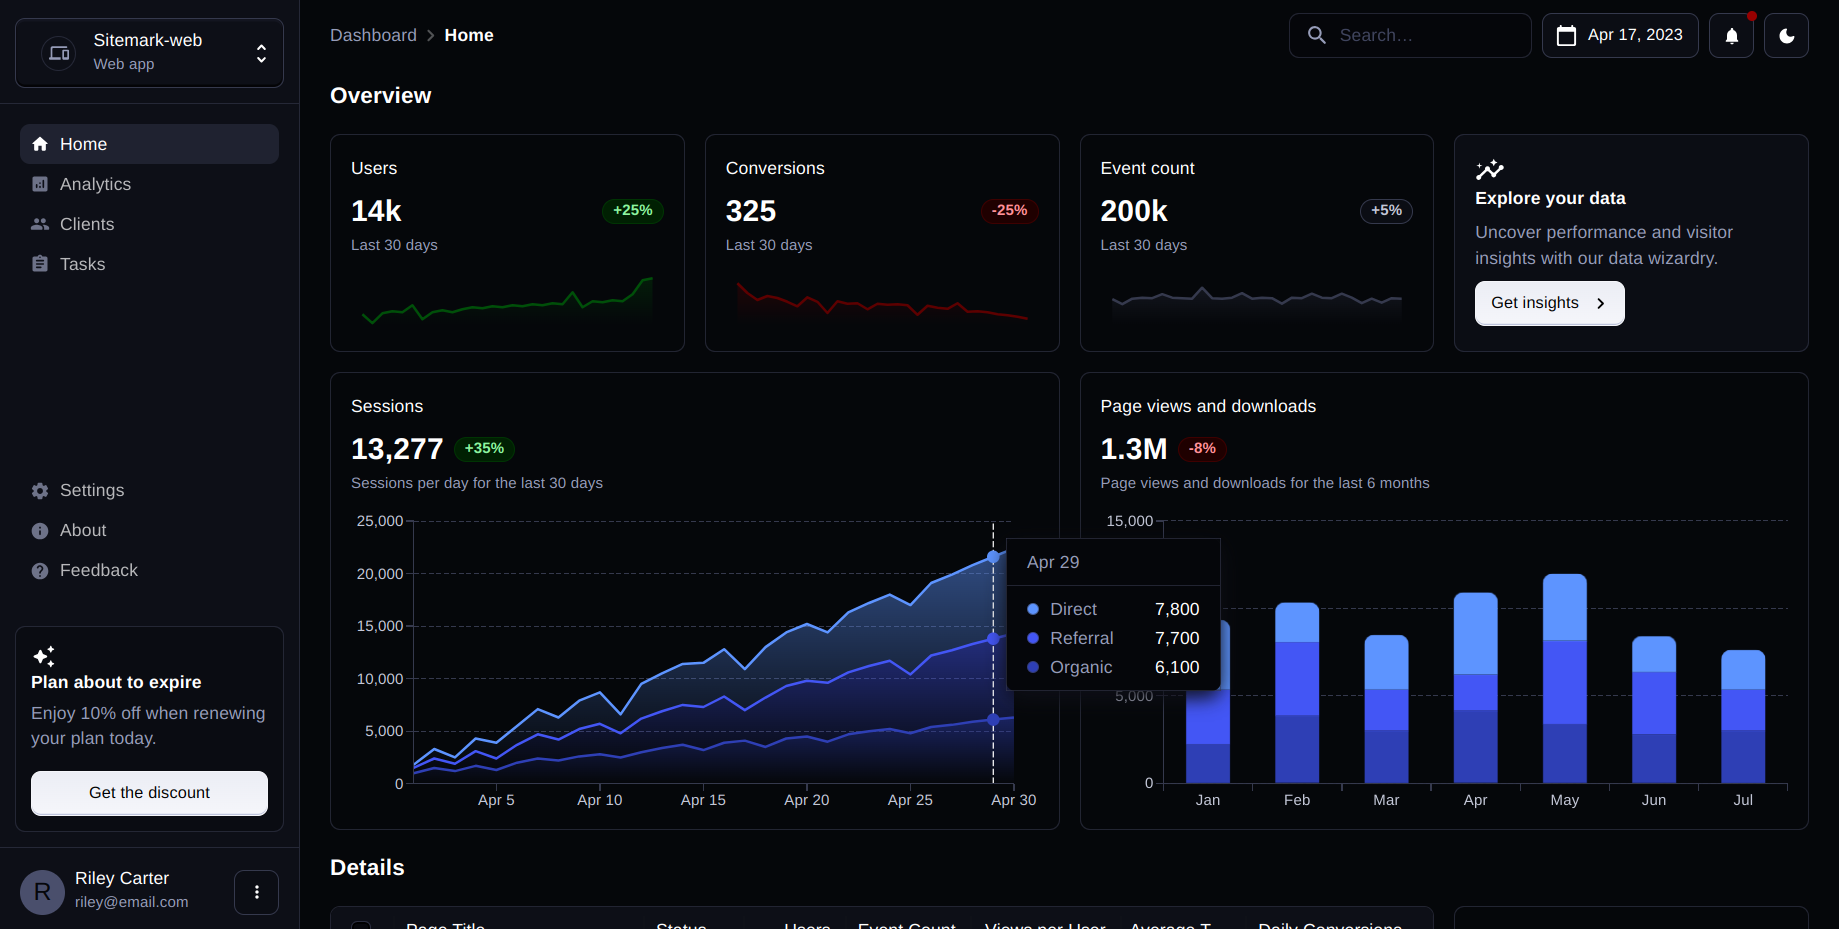 Sitemark-web
Web app
Home
Analytics
Clients
Tasks
Settings
About
Feedback
Plan about to expire
Enjoy 10% off when renewing
your plan today.
Get the discount
R
Riley Carter
riley@email.com
Dashboard
Home
Search…
Apr 17, 2023
Overview
Users
14k
+25%
Last 30 days
Conversions
325
-25%
Last 30 days
Event count
200k
+5%
Last 30 days
Explore your data
Uncover performance and visitor
insights with our data wizardry.
Get insights
Sessions
13,277
+35%
Sessions per day for the last 30 days
25,000
20,000
15,000
10,000
5,000
0
Apr 5
Apr 10
Apr 15
Apr 20
Apr 25
Apr 30
Apr 29
Direct 7,800
Referral 7,700
Organic 6,100
Page views and downloads
1.3M
-8%
Page views and downloads for the last 6 months
15,000
5,000
0
Jan
Feb
Mar
Apr
May
Jun
Jul
Details
Page Title
Status
Users
Event Count
Views per User
Average T
Daily Conversions